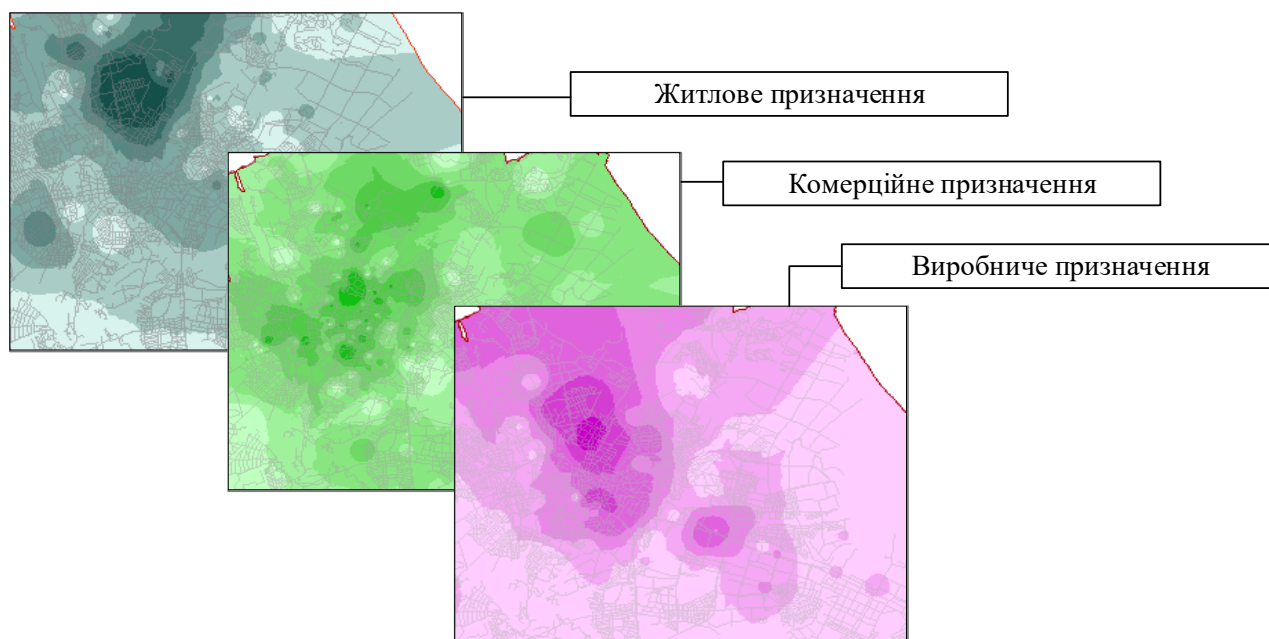 Житлове призначення
Комерційне призначення
Виробниче призначення